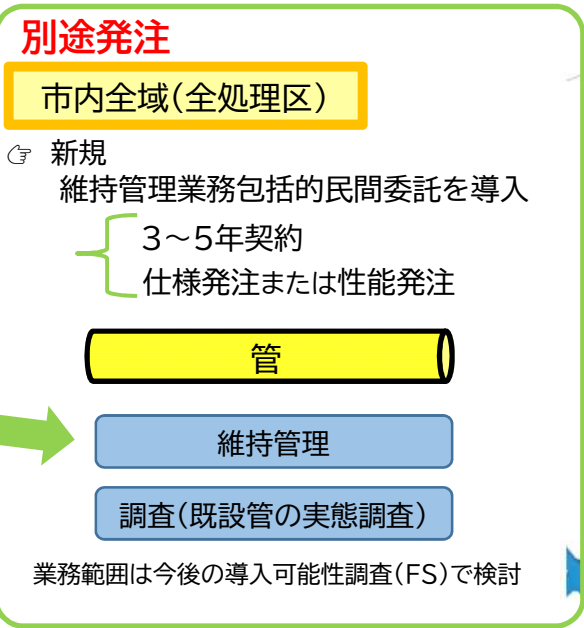 別途発注
市内全域(全処理区)
☞ 新規
維持管理業務包括的民間委託を導入
3～5年契約
仕様発注または性能発注
管
維持管理
調査(既設管の実態調査)
業務範囲は今後の導入可能性調査(FS)で検討